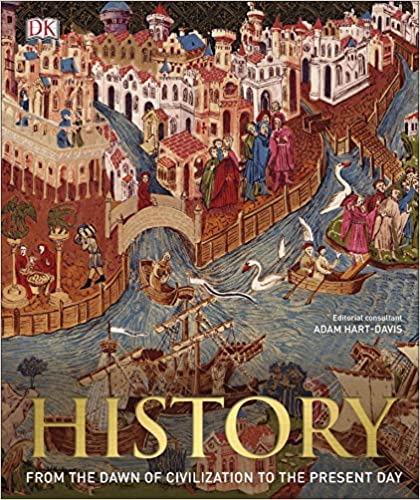 DK
Editorial consultant
ADAM HART-DAVIS
HISTORY
FROM THE DAWN OF CIVILIZATION TO THE PRESENT DAY